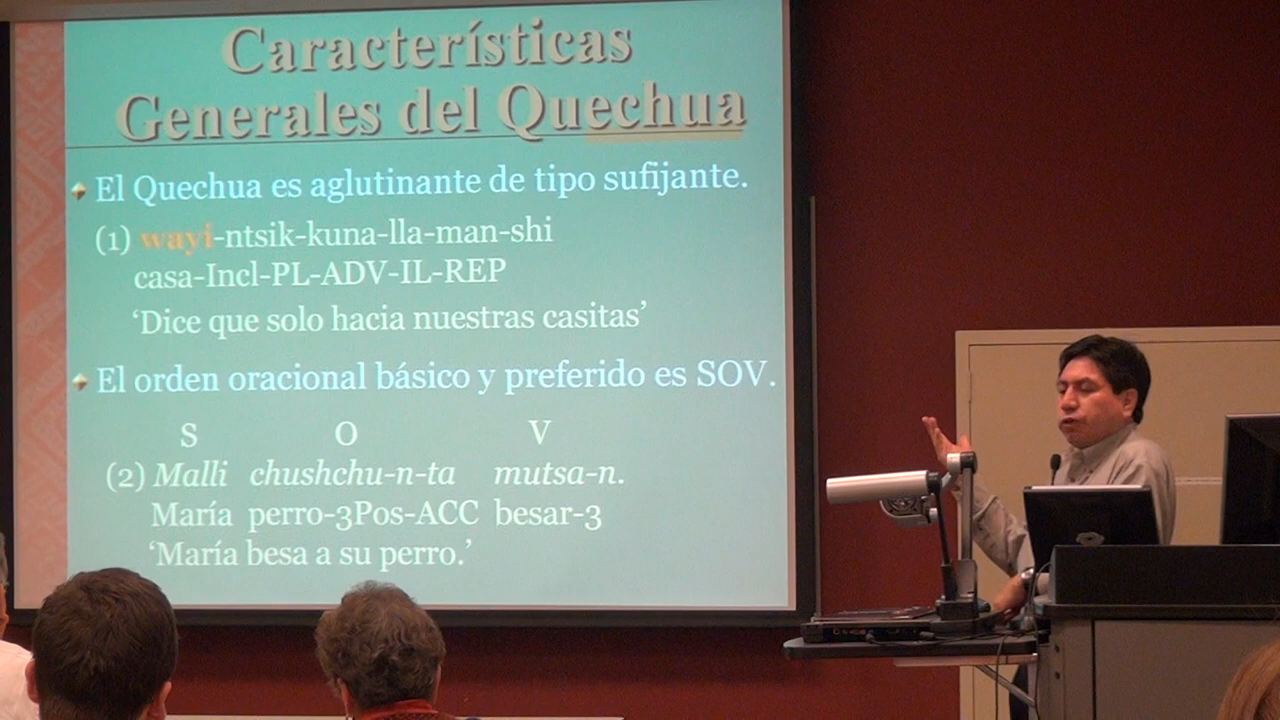 Características
Generales del Quechua
El Quechua es aglutinante de tipo sufijante.
(1) wayi-ntsik-kuna-lla-man-shi
casa-Incl-PL-ADV-IL-REP
‘Dice que solo hacia nuestras casitas’
El orden oracional básico y preferido es SOV.
S O V
(2) Malli chushchu-n-ta mutsa-n.
María perro-3Pos-ACC besar-3
‘María besa a su perro.’